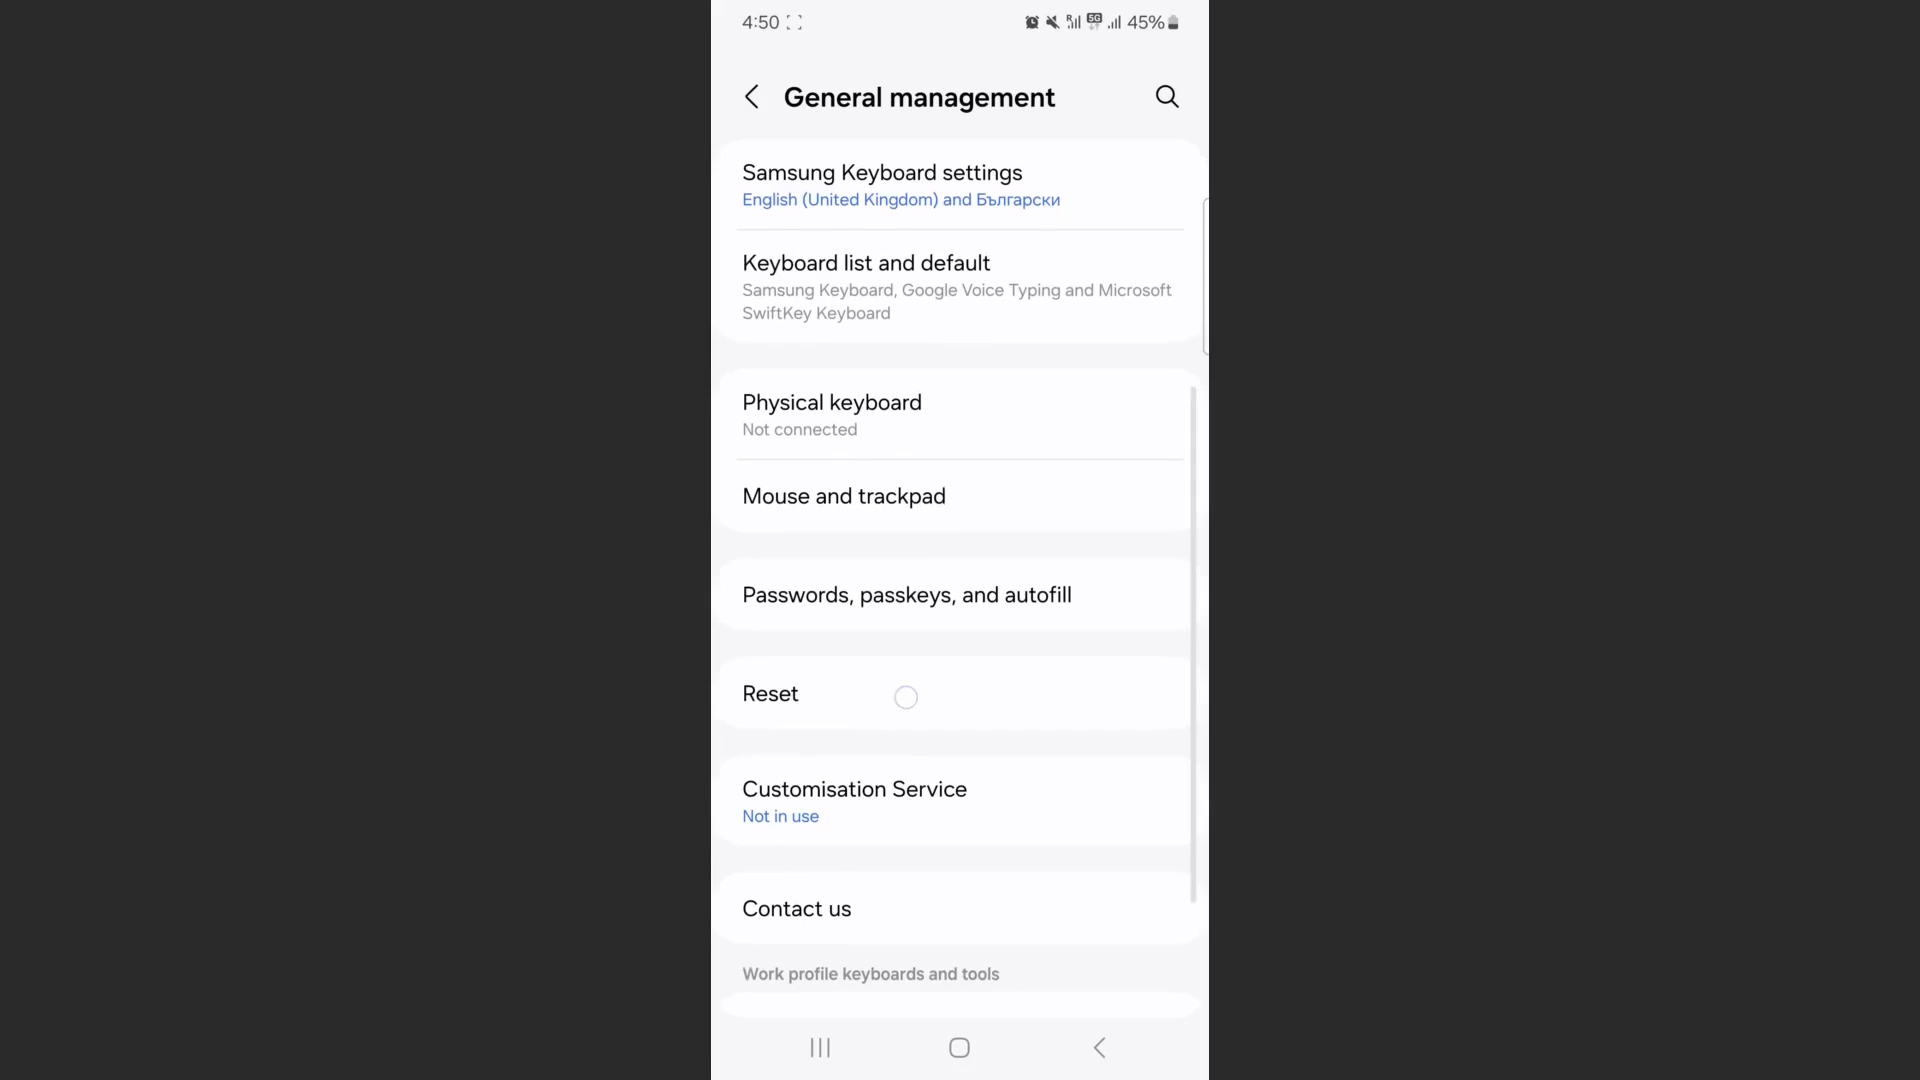 4:50 45%
General management
Samsung Keyboard settings
English (United Kingdom) and Български
Keyboard list and default
Samsung Keyboard, Google Voice Typing and Microsoft
SwiftKey Keyboard
Physical keyboard
Not connected
Mouse and trackpad
Passwords, passkeys, and autofill
Reset
Customisation Service
Not in use
Contact us
Work profile keyboards and tools